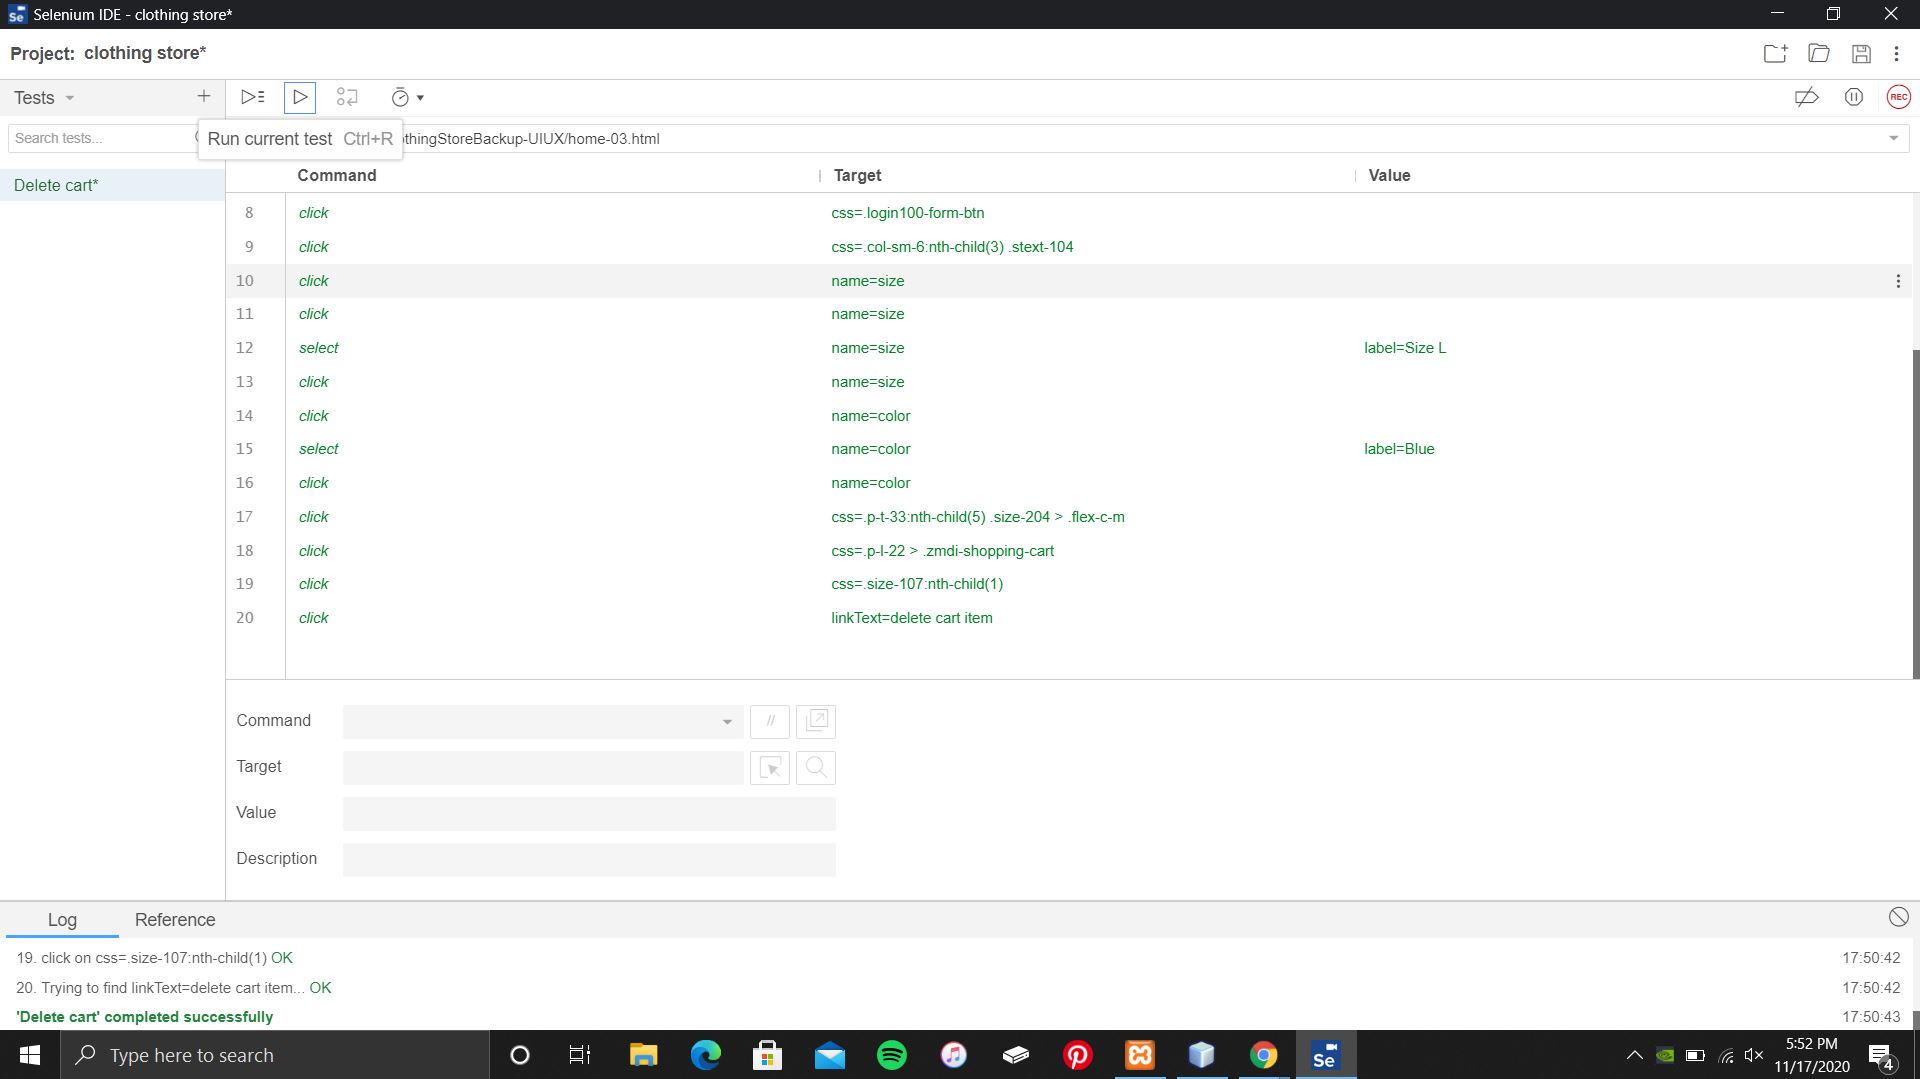 Selenium IDE - clothing store*
Project: clothing store*
Tests
Search tests...
Run current test Ctrl+R
thingStoreBackup-UIUX/home-03.html
Delete cart*
Command Target Value
8 click css=.login100-form-btn
9 click css=.col-sm-6:nth-child(3) .stext-104
10 click name=size
11 click name=size
12 select name=size label=Size L
13 click name=size
14 click name=color
15 select name=color label=Blue
16 click name=color
17 click css=.p-t-33:nth-child(5) .size-204 > .flex-c-m
18 click css=.p-l-22 > .zmdi-shopping-cart
19 click css=.size-107:nth-child(1)
20 click linkText=delete cart item
Command //
Target
Value
Description
Log Reference
19. click on css=.size-107:nth-child(1) OK 17:50:42
20. Trying to find linkText=delete cart item... OK 17:50:42
'Delete cart' completed successfully 17:50:43
Type here to search
Se
5:52 PM
11/17/2020
4
REC